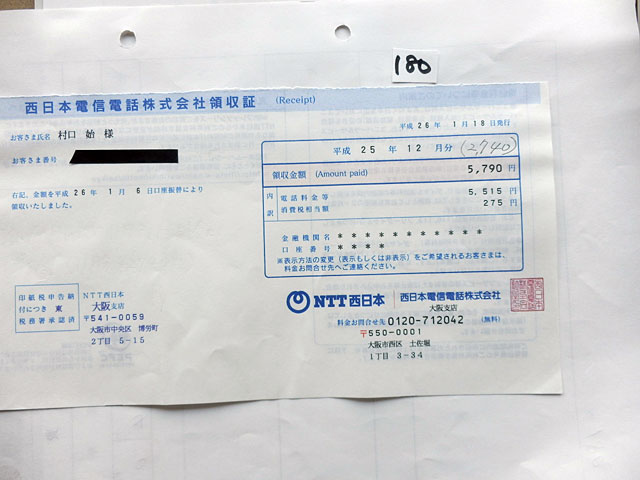 180
西日本電信電話株式会社領収証 (Receipt)
平成 26年 1月18日発行
お客さま氏名 村口 始 様
お客さま番号
平成 25 年 12 月分 (2,740)
領収金額 (Amount paid) 5,790 円
内訳 電話料金等 5,515 円
消費税相当額 275 円
右記、金額を平成 26年 1月 6日口座振替により
領収いたしました。
金融機関名 * * * * * * * * * * *
口座番号 * * * *
※表示方法の変更(表示もしくは非表示)をご希望されるお客さまは、
料金お問合せ先へご連絡ください。
印紙税申告納
付につき 東
税務署承認済
NTT西日本
大阪支店
〒541-0059
大阪市中央区 博労町
2丁目 5-15
NTT西日本 西日本電信電話株式会社
大阪支店
料金お問合せ先 0120-712042 (無料)
〒550-0001
大阪市西区 土佐堀
1丁目 3-34